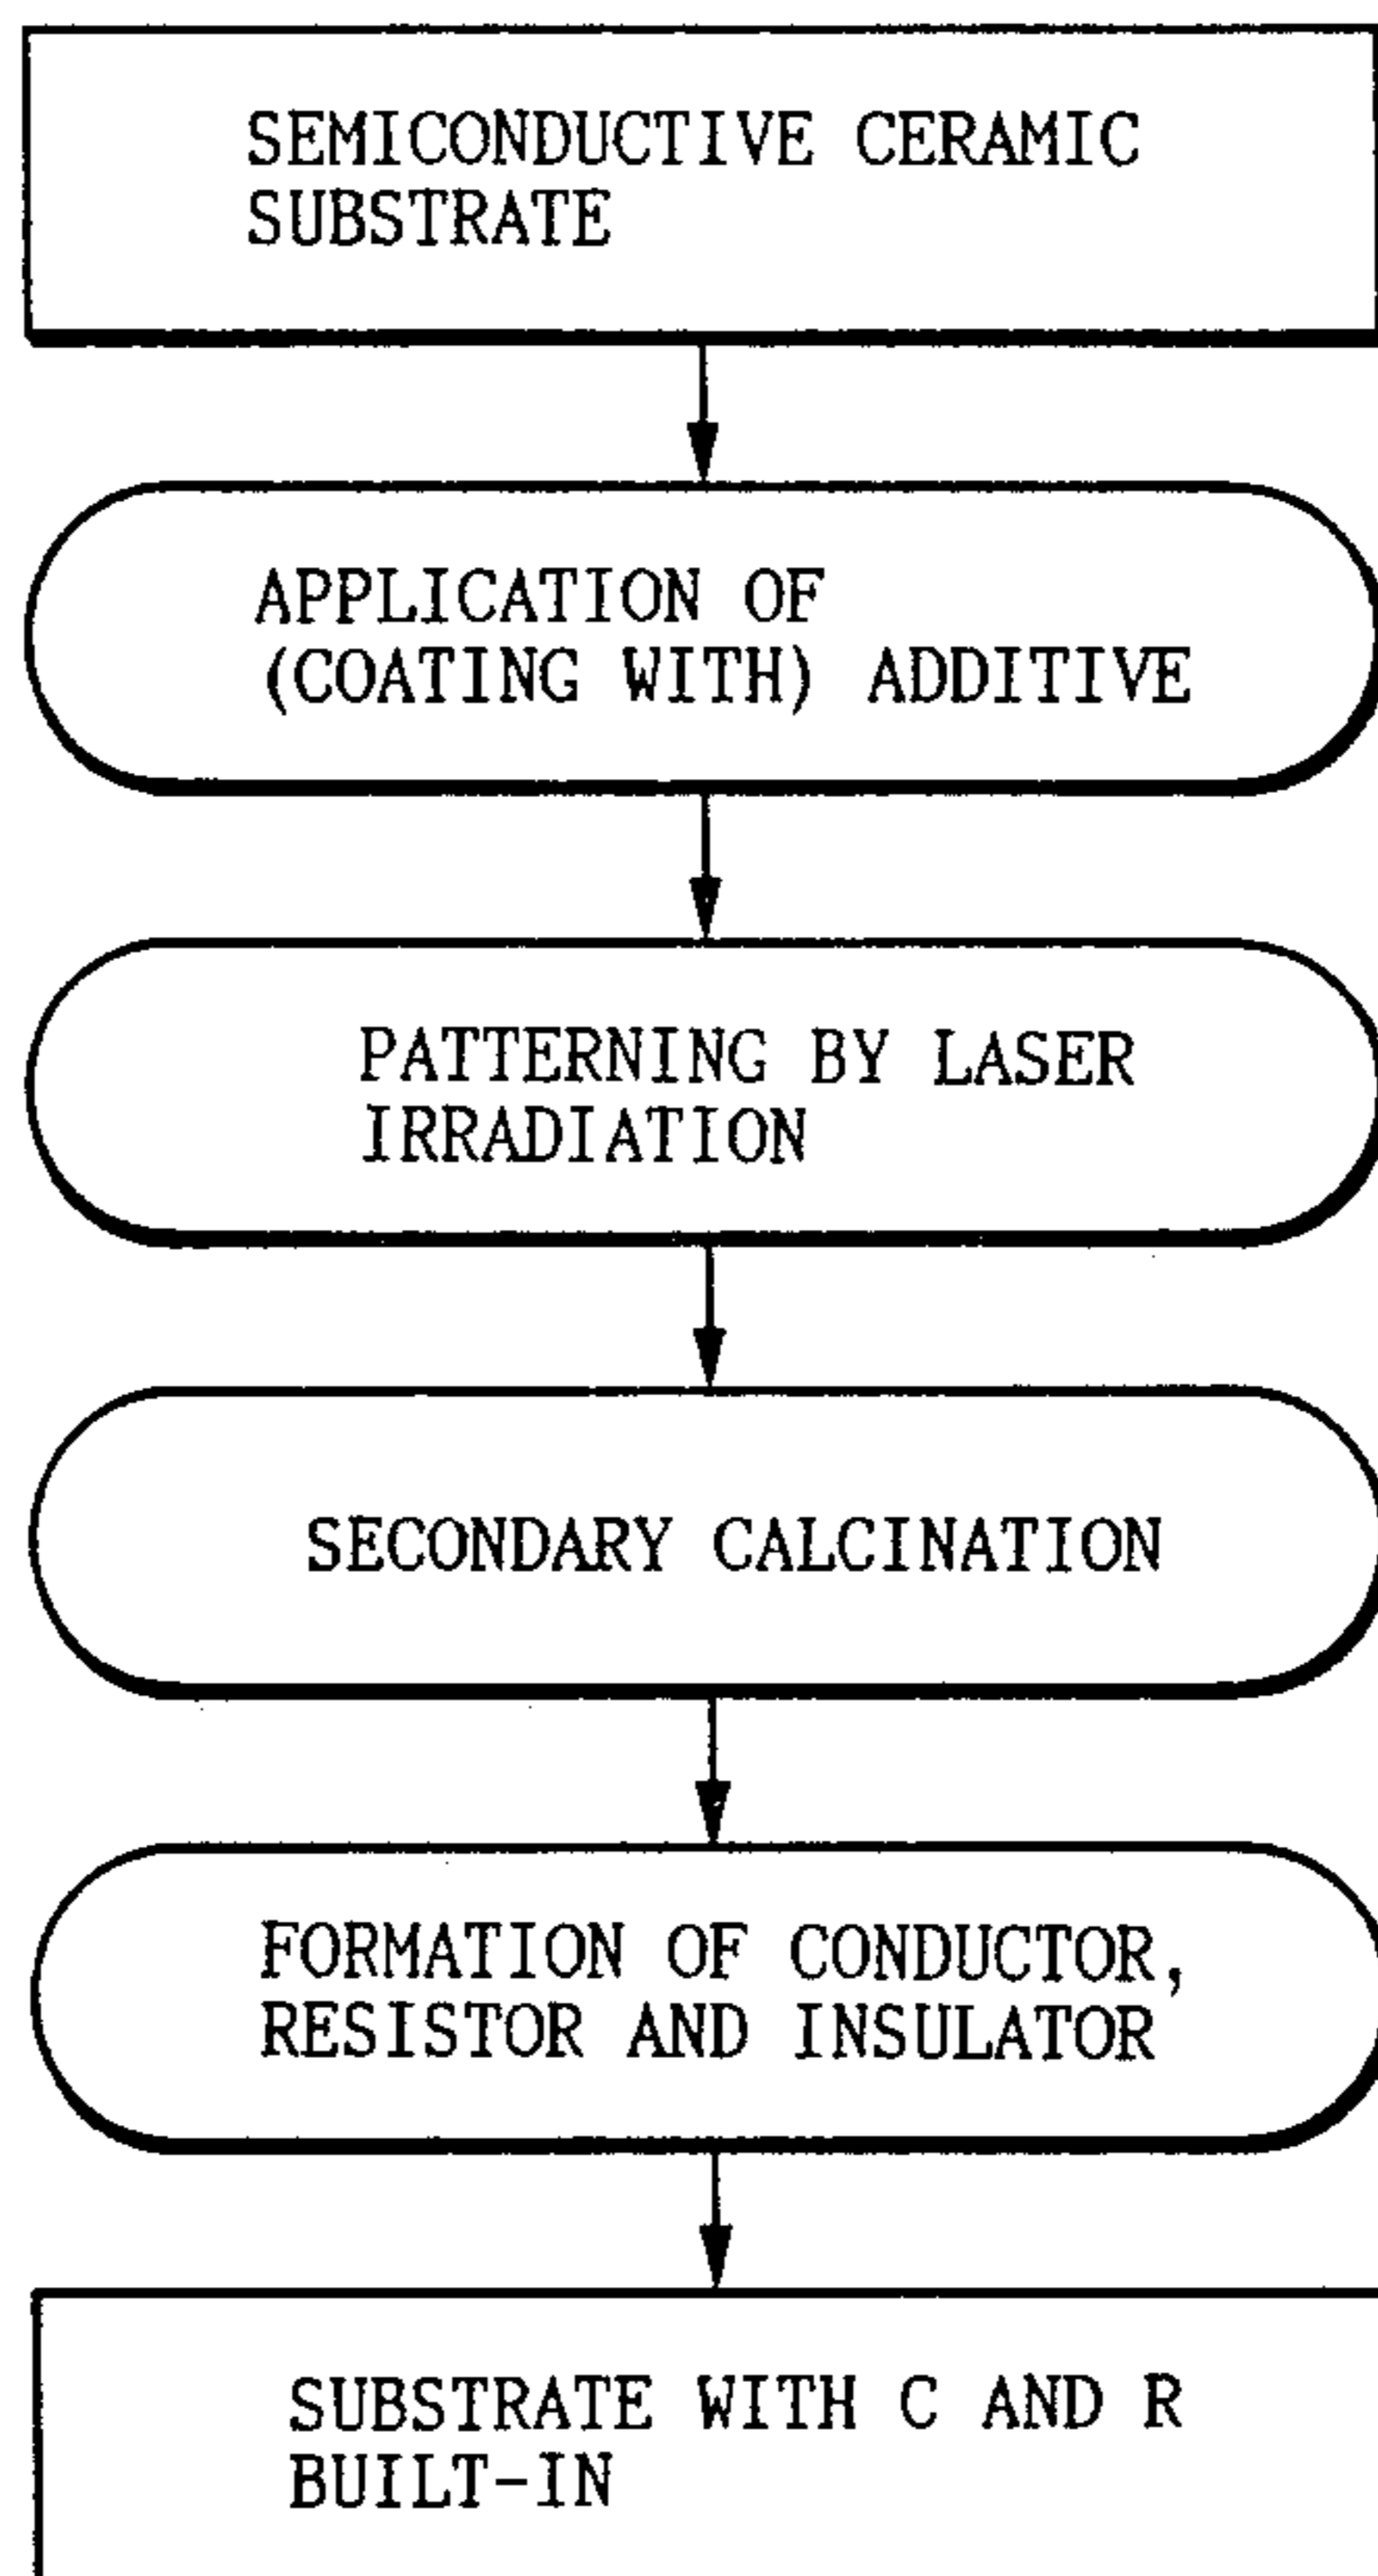 SEMICONDUCTIVE CERAMIC
SUBSTRATE
APPLICATION OF
(COATING WITH) ADDITIVE
PATTERNING BY LASER
IRRADIATION
SECONDARY CALCINATION
FORMATION OF CONDUCTOR,
RESISTOR AND INSULATOR
SUBSTRATE WITH C AND R
BUILT-IN